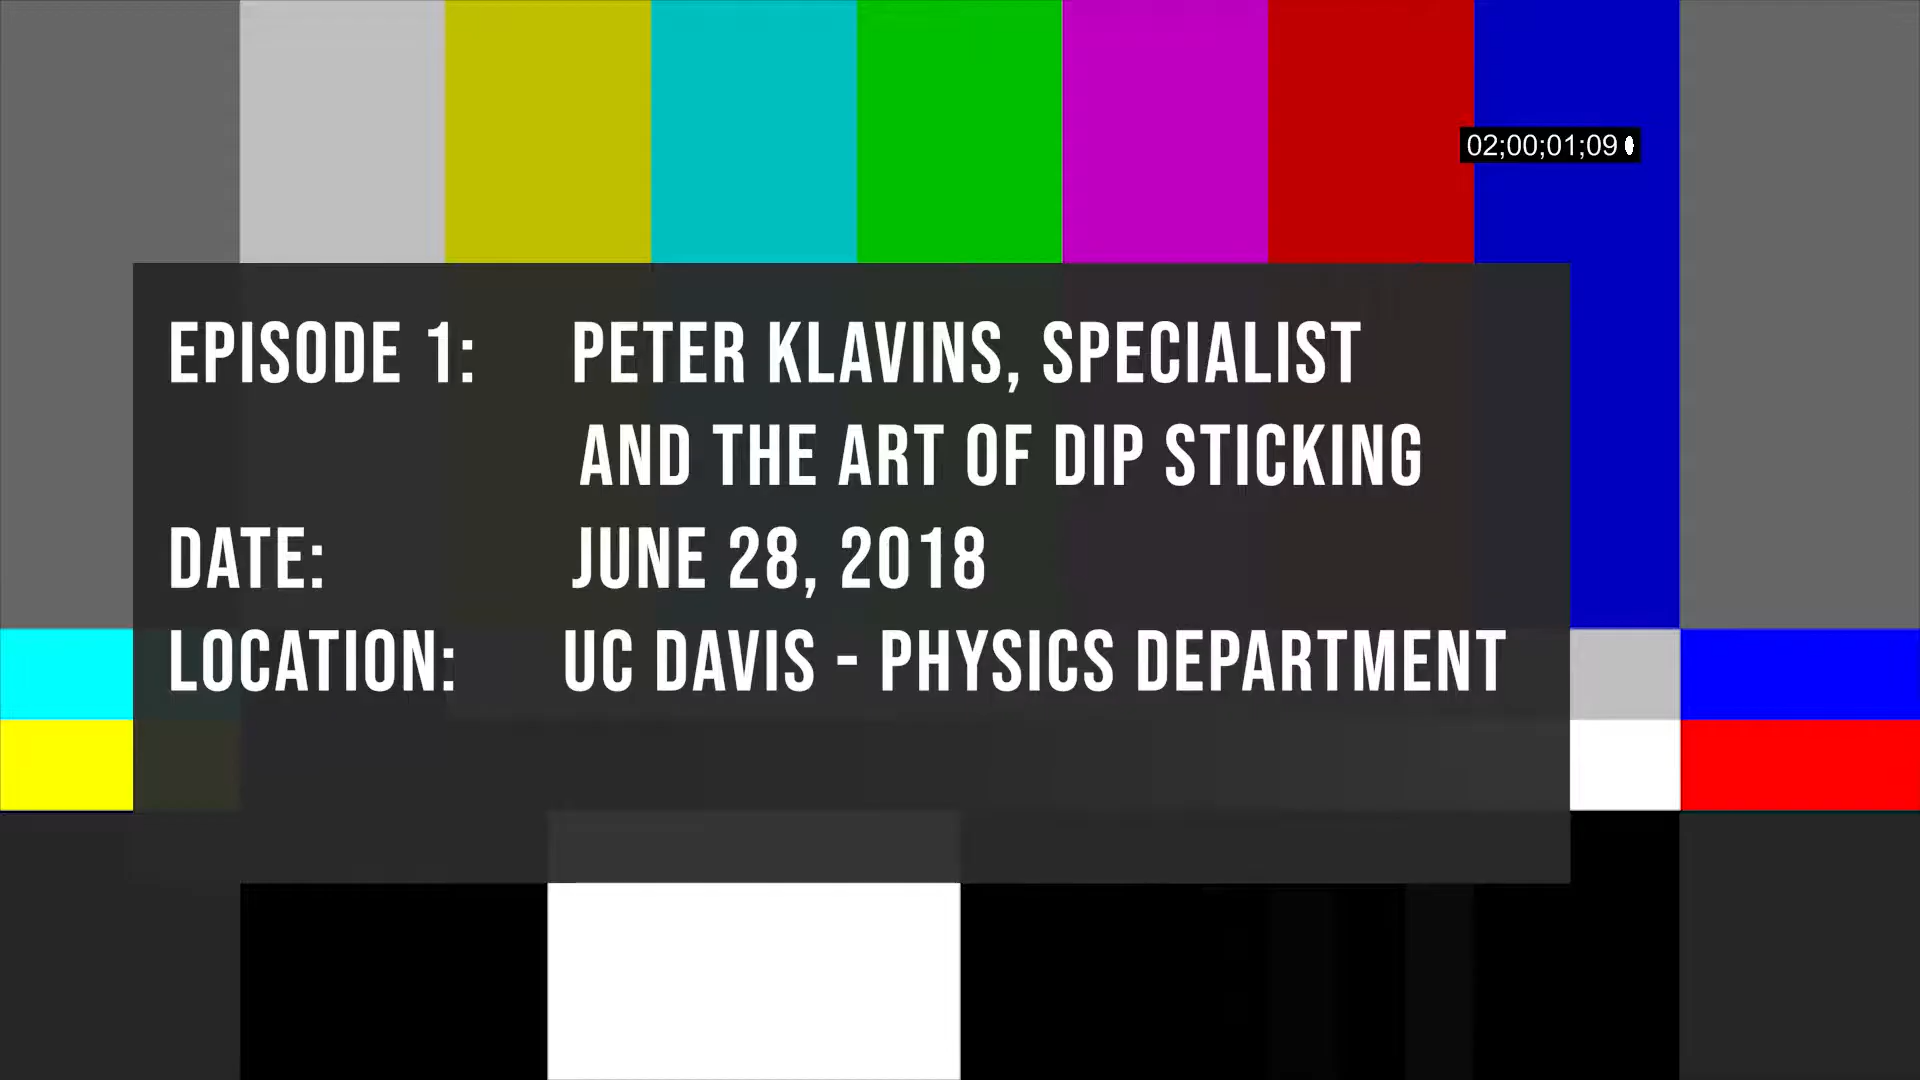 02;00;01;09
EPISODE 1: PETER KLAVINS, SPECIALIST
AND THE ART OF DIP STICKING
DATE: JUNE 28, 2018
LOCATION: UC DAVIS - PHYSICS DEPARTMENT